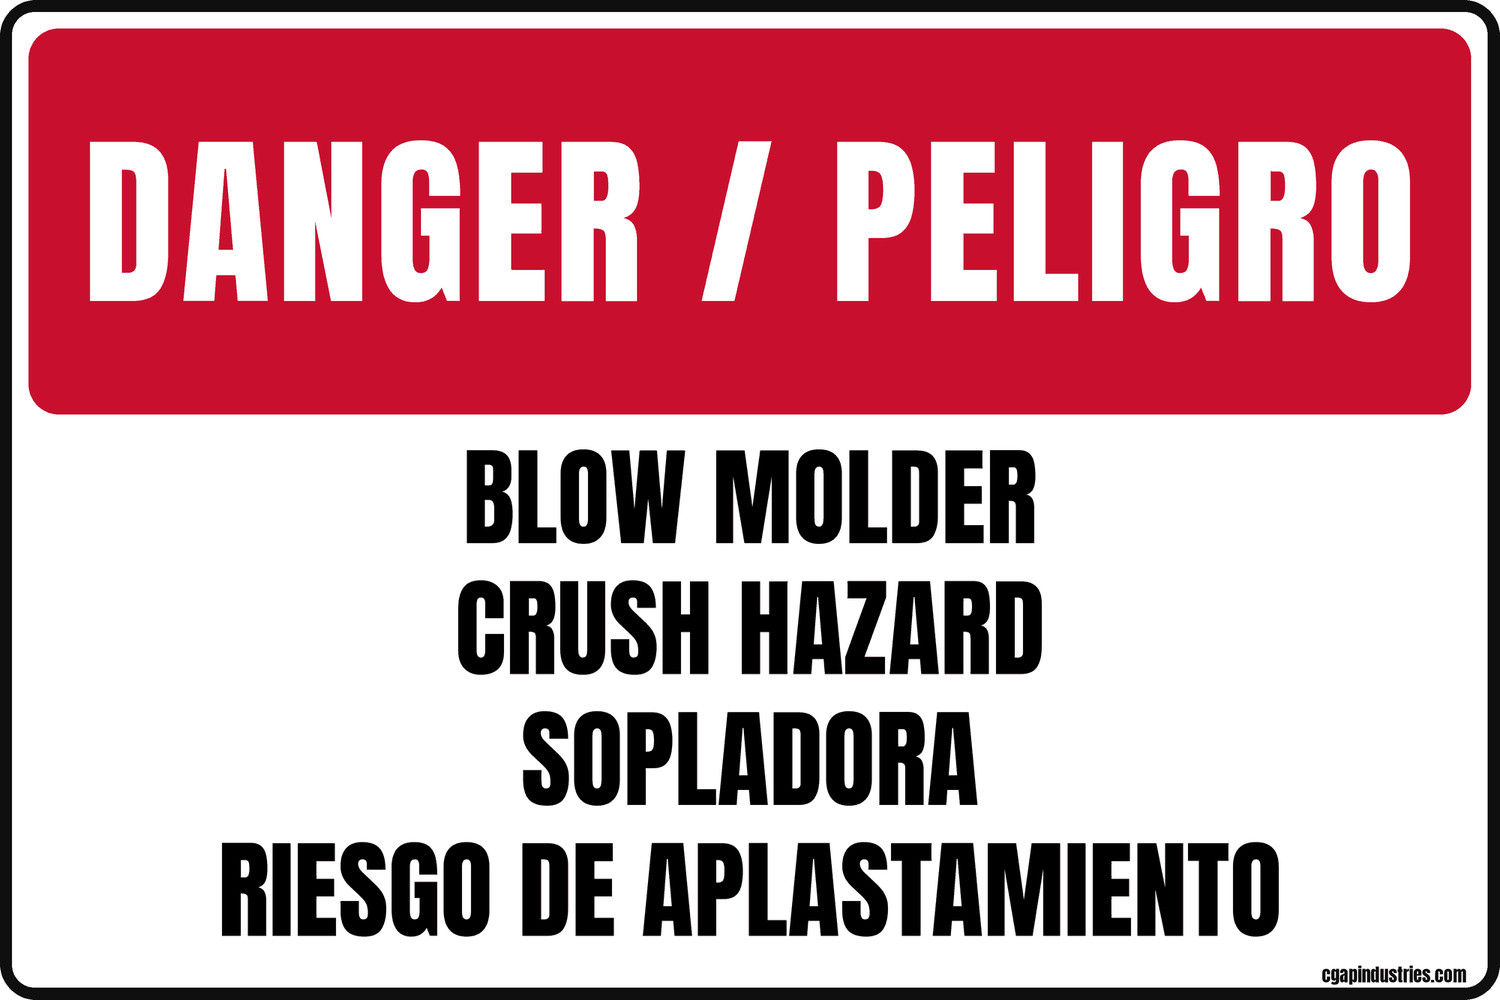 DANGER / PELIGRO
BLOW MOLDER
CRUSH HAZARD
SOPLADORA
RIESGO DE APLASTAMIENTO
cgapindustries.com